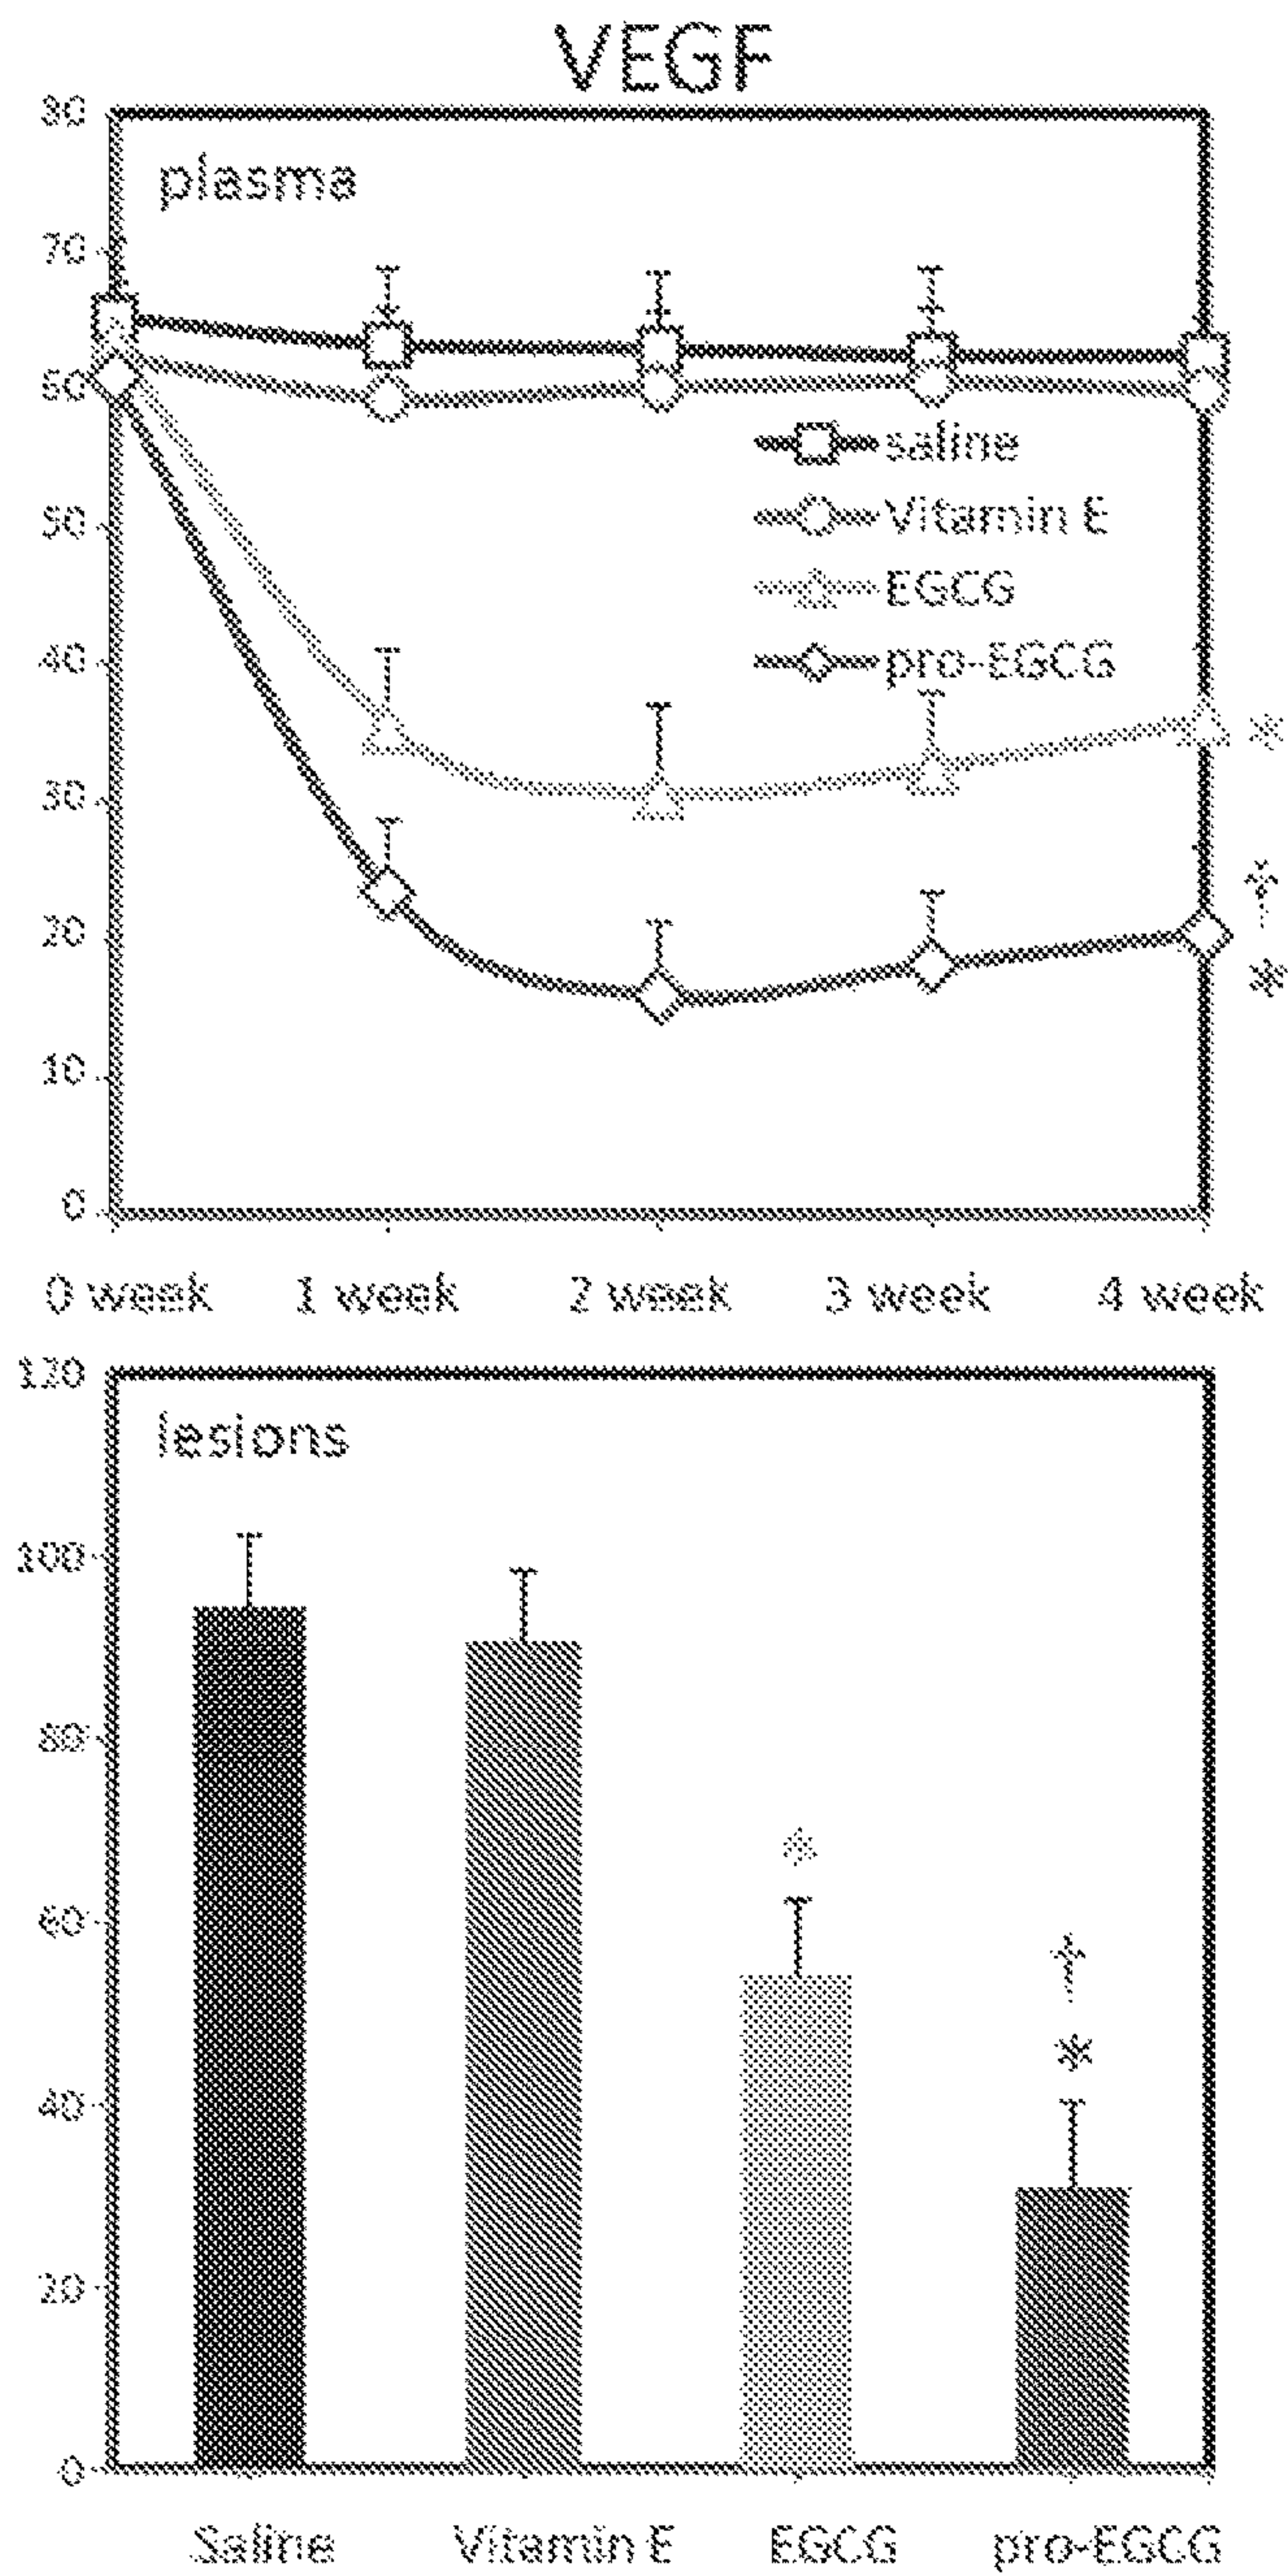 VEGF
80
plasma
70
60
50
40
30
20
10
0
saline
Vitamin E
EGCG
pro-EGCG
*
†
*
0 week 1 week 2 week 3 week 4 week
120
lesions
100
80
60
40
20
0
*
†
*
Saline Vitamin E EGCG pro-EGCG